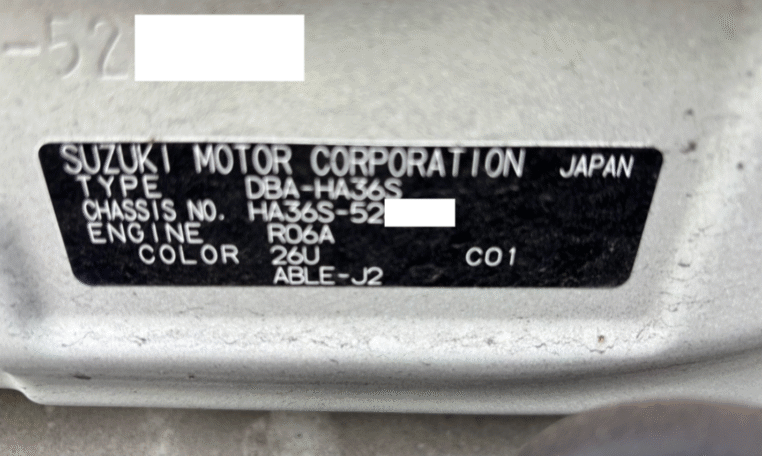 -52
SUZUKI MOTOR CORPORATION JAPAN
TYPE DBA-HA36S
CHASSIS NO. HA36S-52
ENGINE R06A
COLOR 26U C01
ABLE-J2